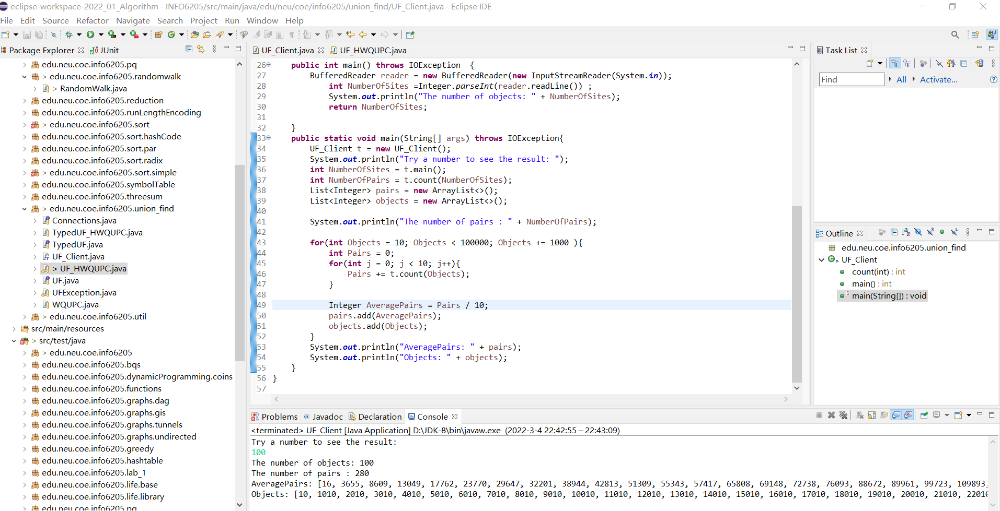 eclipse-workspace-2022_01_Algorithm - INFO6205/src/main/java/edu/neu/coe/info6205/union_find/UF_Client.java - Eclipse IDE
File Edit Source Refactor Navigate Search Project Run Window Help
Package Explorer JUnit
edu.neu.coe.info6205.pq
> edu.neu.coe.info6205.randomwalk
> RandomWalk.java
edu.neu.coe.info6205.reduction
edu.neu.coe.info6205.runLengthEncoding
> edu.neu.coe.info6205.sort
edu.neu.coe.info6205.sort.hashCode
edu.neu.coe.info6205.sort.par
edu.neu.coe.info6205.sort.radix
> edu.neu.coe.info6205.sort.simple
edu.neu.coe.info6205.symbolTable
edu.neu.coe.info6205.threesum
> edu.neu.coe.info6205.union_find
Connections.java
TypedUF_HWQUPC.java
TypedUF.java
UF_Client.java
> UF_HWQUPC.java
UF.java
UFException.java
WQUPC.java
> edu.neu.coe.info6205.util
src/main/resources
> src/test/java
> edu.neu.coe.info6205
edu.neu.coe.info6205.bqs
edu.neu.coe.info6205.dynamicProgramming.coins
edu.neu.coe.info6205.functions
edu.neu.coe.info6205.graphs.dag
edu.neu.coe.info6205.graphs.gis
edu.neu.coe.info6205.graphs.tunnels
edu.neu.coe.info6205.graphs.undirected
edu.neu.coe.info6205.greedy
edu.neu.coe.info6205.hashtable
edu.neu.coe.info6205.lab_1
edu.neu.coe.info6205.life.base
edu.neu.coe.info6205.life.library
edu.neu.coe.info6205.pq
UF_Client.java UF_HWQUPC.java
26 public int main() throws IOException {
27 BufferedReader reader = new BufferedReader(new InputStreamReader(System.in));
28 int NumberOfSites =Integer.parseInt(reader.readLine()) ;
29 System.out.println("The number of objects: " + NumberOfSites);
30 return NumberOfSites;
31
32 }
33 public static void main(String[] args) throws IOException{
34 UF_Client t = new UF_Client();
35 System.out.println("Try a number to see the result: ");
36 int NumberOfSites = t.main();
37 int NumberOfPairs = t.count(NumberOfSites);
38 List<Integer> pairs = new ArrayList<>();
39 List<Integer> objects = new ArrayList<>();
40
41 System.out.println("The number of pairs : " + NumberOfPairs);
42
43 for(int Objects = 10; Objects < 100000; Objects += 1000 ){
44 int Pairs = 0;
45 for(int j = 0; j < 10; j++){
46 Pairs += t.count(Objects);
47 }
48
49 Integer AveragePairs = Pairs / 10;
50 pairs.add(AveragePairs);
51 objects.add(Objects);
52 }
53 System.out.println("AveragePairs: " + pairs);
54 System.out.println("Objects: " + objects);
55 }
56 }
57
Task List
Find All Activate...
Outline
edu.neu.coe.info6205.union_find
UF_Client
count(int) : int
main() : int
main(String[]) : void
Problems @ Javadoc Declaration Console
<terminated> UF_Client [Java Application] D:\JDK-8\bin\javaw.exe (2022-3-4 22:42:55 – 22:43:09)
Try a number to see the result:
100
The number of objects: 100
The number of pairs : 280
AveragePairs: [16, 3655, 8609, 13049, 17762, 23770, 29647, 32201, 38944, 42813, 51309, 55343, 57417, 65808, 69148, 72738, 76093, 88672, 89961, 99723, 109893,
Objects: [10, 1010, 2010, 3010, 4010, 5010, 6010, 7010, 8010, 9010, 10010, 11010, 12010, 13010, 14010, 15010, 16010, 17010, 18010, 19010, 20010, 21010, 22010